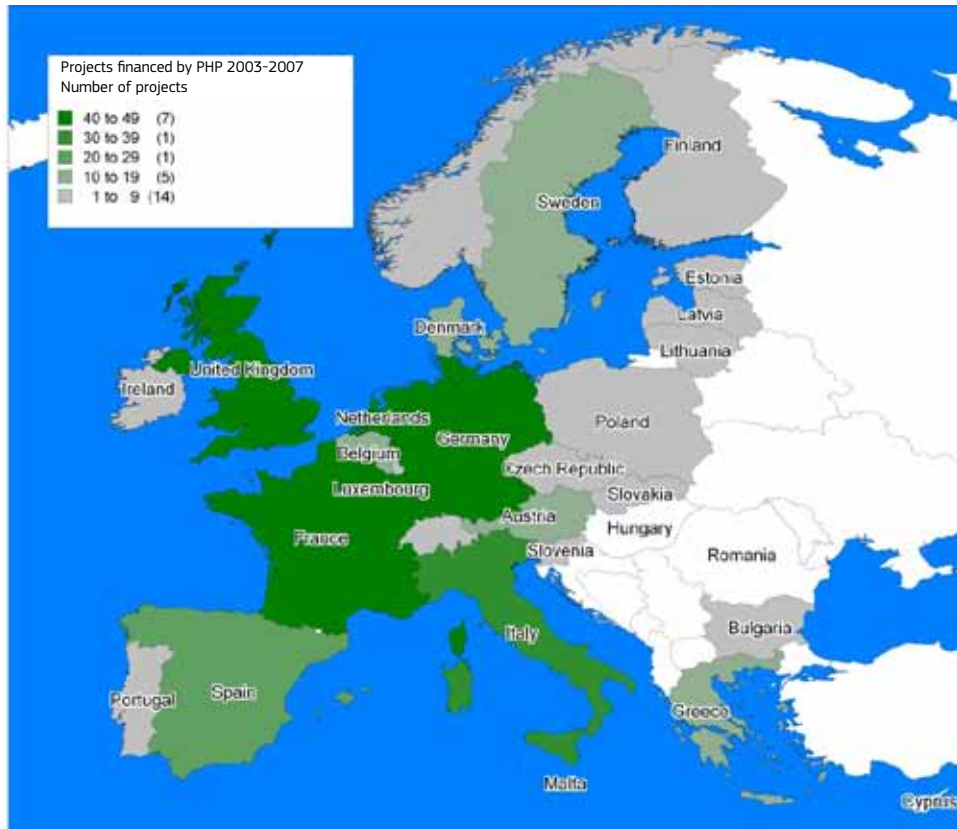 Projects financed by PHP 2003-2007
Number of projects
40 to 49 (7)
30 to 39 (1)
20 to 29 (1)
10 to 19 (5)
1 to 9 (14)
Finland
Sweden
Estonia
Latvia
Denmark
Lithuania
United Kingdom
Ireland
Netherlands
Poland
Germany
Belgium
Czech Republic
Luxembourg
Slovakia
Austria
Hungary
France
Slovenia
Romania
Bulgaria
Italy
Spain
Portugal
Greece
Malta
Cyprus